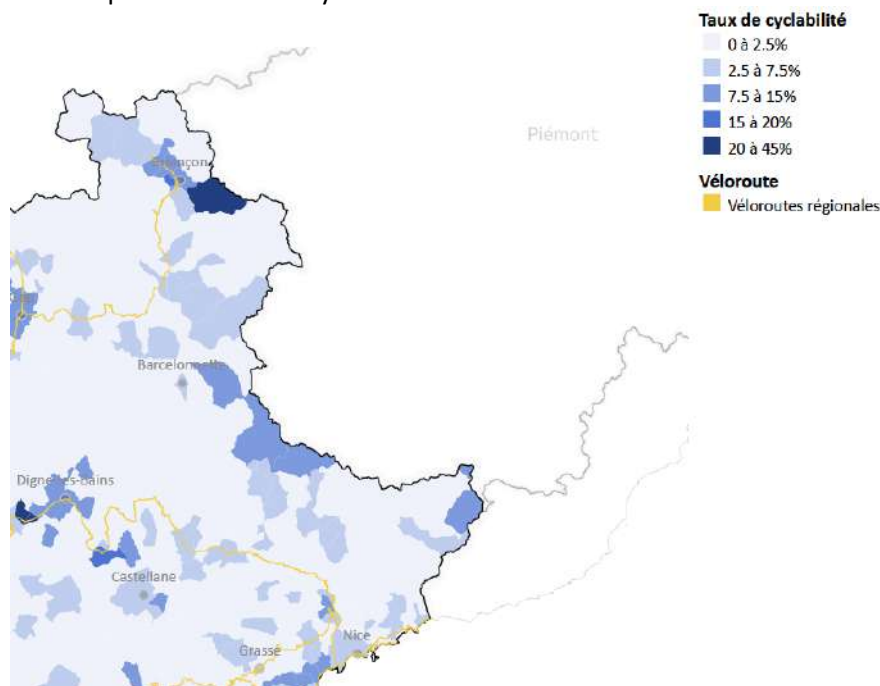 Taux de cyclabilité
0 à 2.5%
2.5 à 7.5%
7.5 à 15%
15 à 20%
20 à 45%
Véloroute
Véloroutes régionales
Piémont
Briançon
Barcelonnette
Digne-les-Bains
Castellane
Grasse
Nice